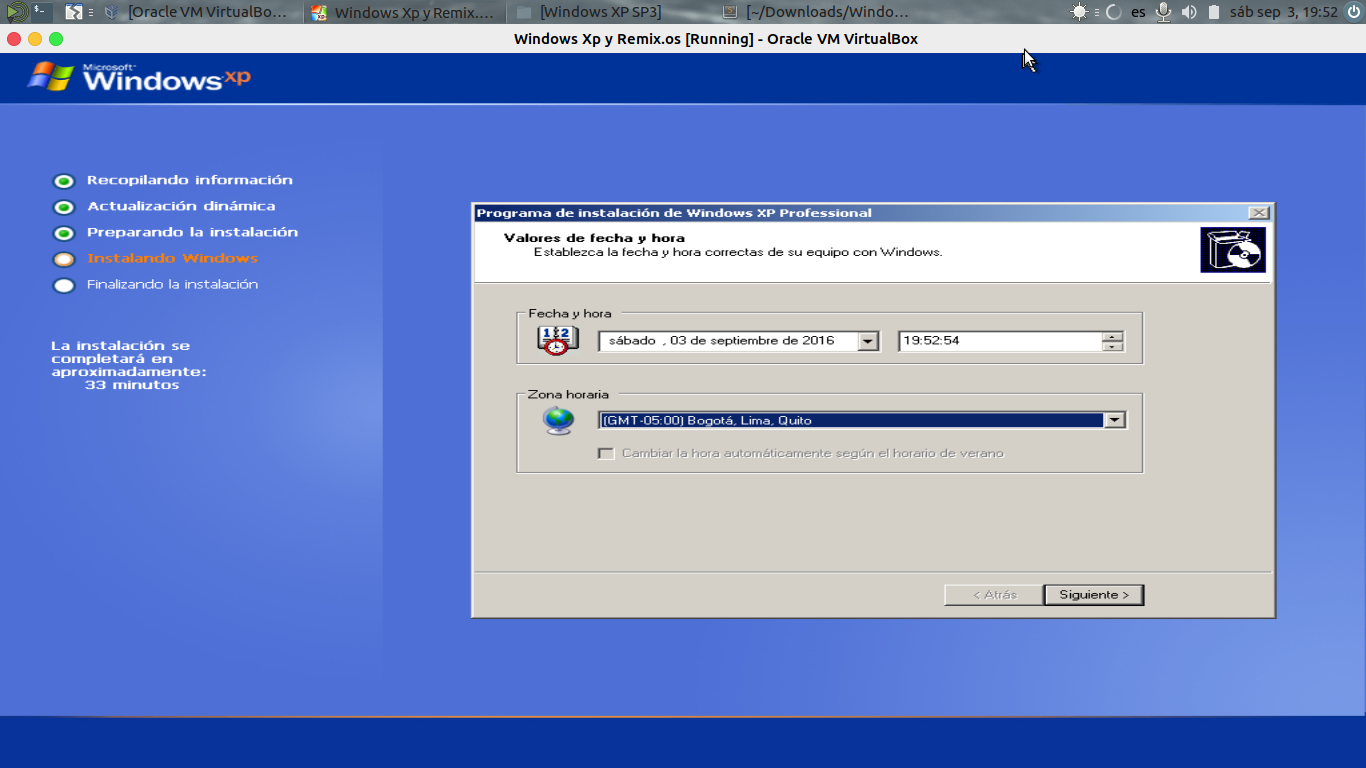 [Oracle VM VirtualBo...
Windows Xp y Remix....
[Windows XP SP3]
[~/Downloads/Windo...
es
sáb sep 3, 19:52
Windows Xp y Remix.os [Running] - Oracle VM VirtualBox
Microsoft
Windows xp
Recopilando información
Actualización dinámica
Preparando la instalación
Instalando Windows
Finalizando la instalación
La instalación se
completará en
aproximadamente:
33 minutos
Programa de instalación de Windows XP Professional
Valores de fecha y hora
Establezca la fecha y hora correctas de su equipo con Windows.
Fecha y hora
1 2
sábado , 03 de septiembre de 2016
19:52:54
Zona horaria
(GMT-05:00) Bogotá, Lima, Quito
Cambiar la hora automáticamente según el horario de verano
< Atrás
Siguiente >